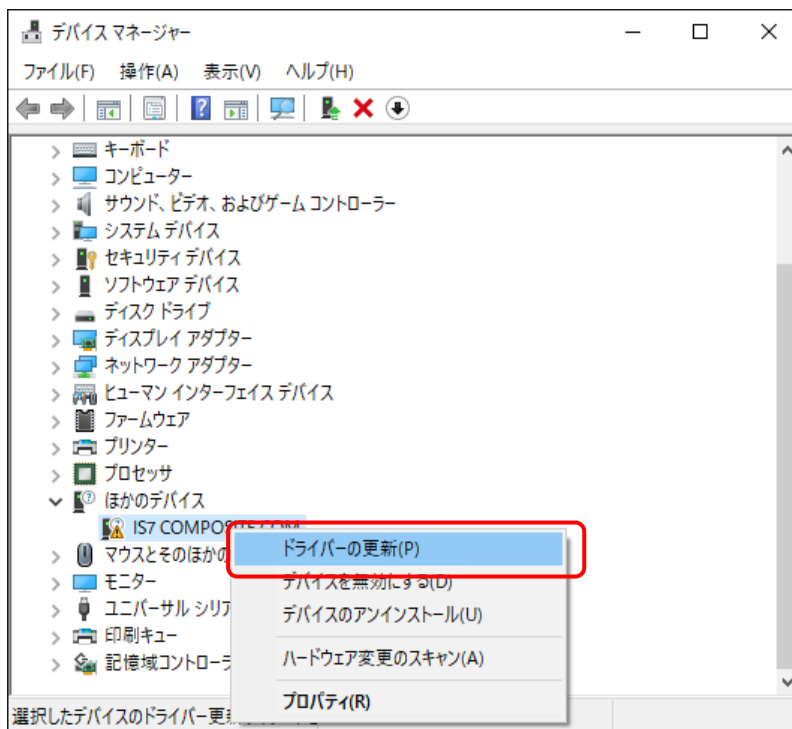 デバイス マネージャー
ファイル(F) 操作(A) 表示(V) ヘルプ(H)
キーボード
コンピューター
サウンド、ビデオ、およびゲーム コントローラー
システム デバイス
セキュリティ デバイス
ソフトウェア デバイス
ディスク ドライブ
ディスプレイ アダプター
ネットワーク アダプター
ヒューマン インターフェイス デバイス
ファームウェア
プリンター
プロセッサ
ほかのデバイス
IS7 COMPOSITE COM
ドライバーの更新(P)
マウスとそのほかの
デバイスを無効にする(D)
モニター
ユニバーサル シリア
デバイスのアンインストール(U)
印刷キュー
ハードウェア変更のスキャン(A)
記憶域コントローラ
プロパティ(R)
選択したデバイスのドライバー更